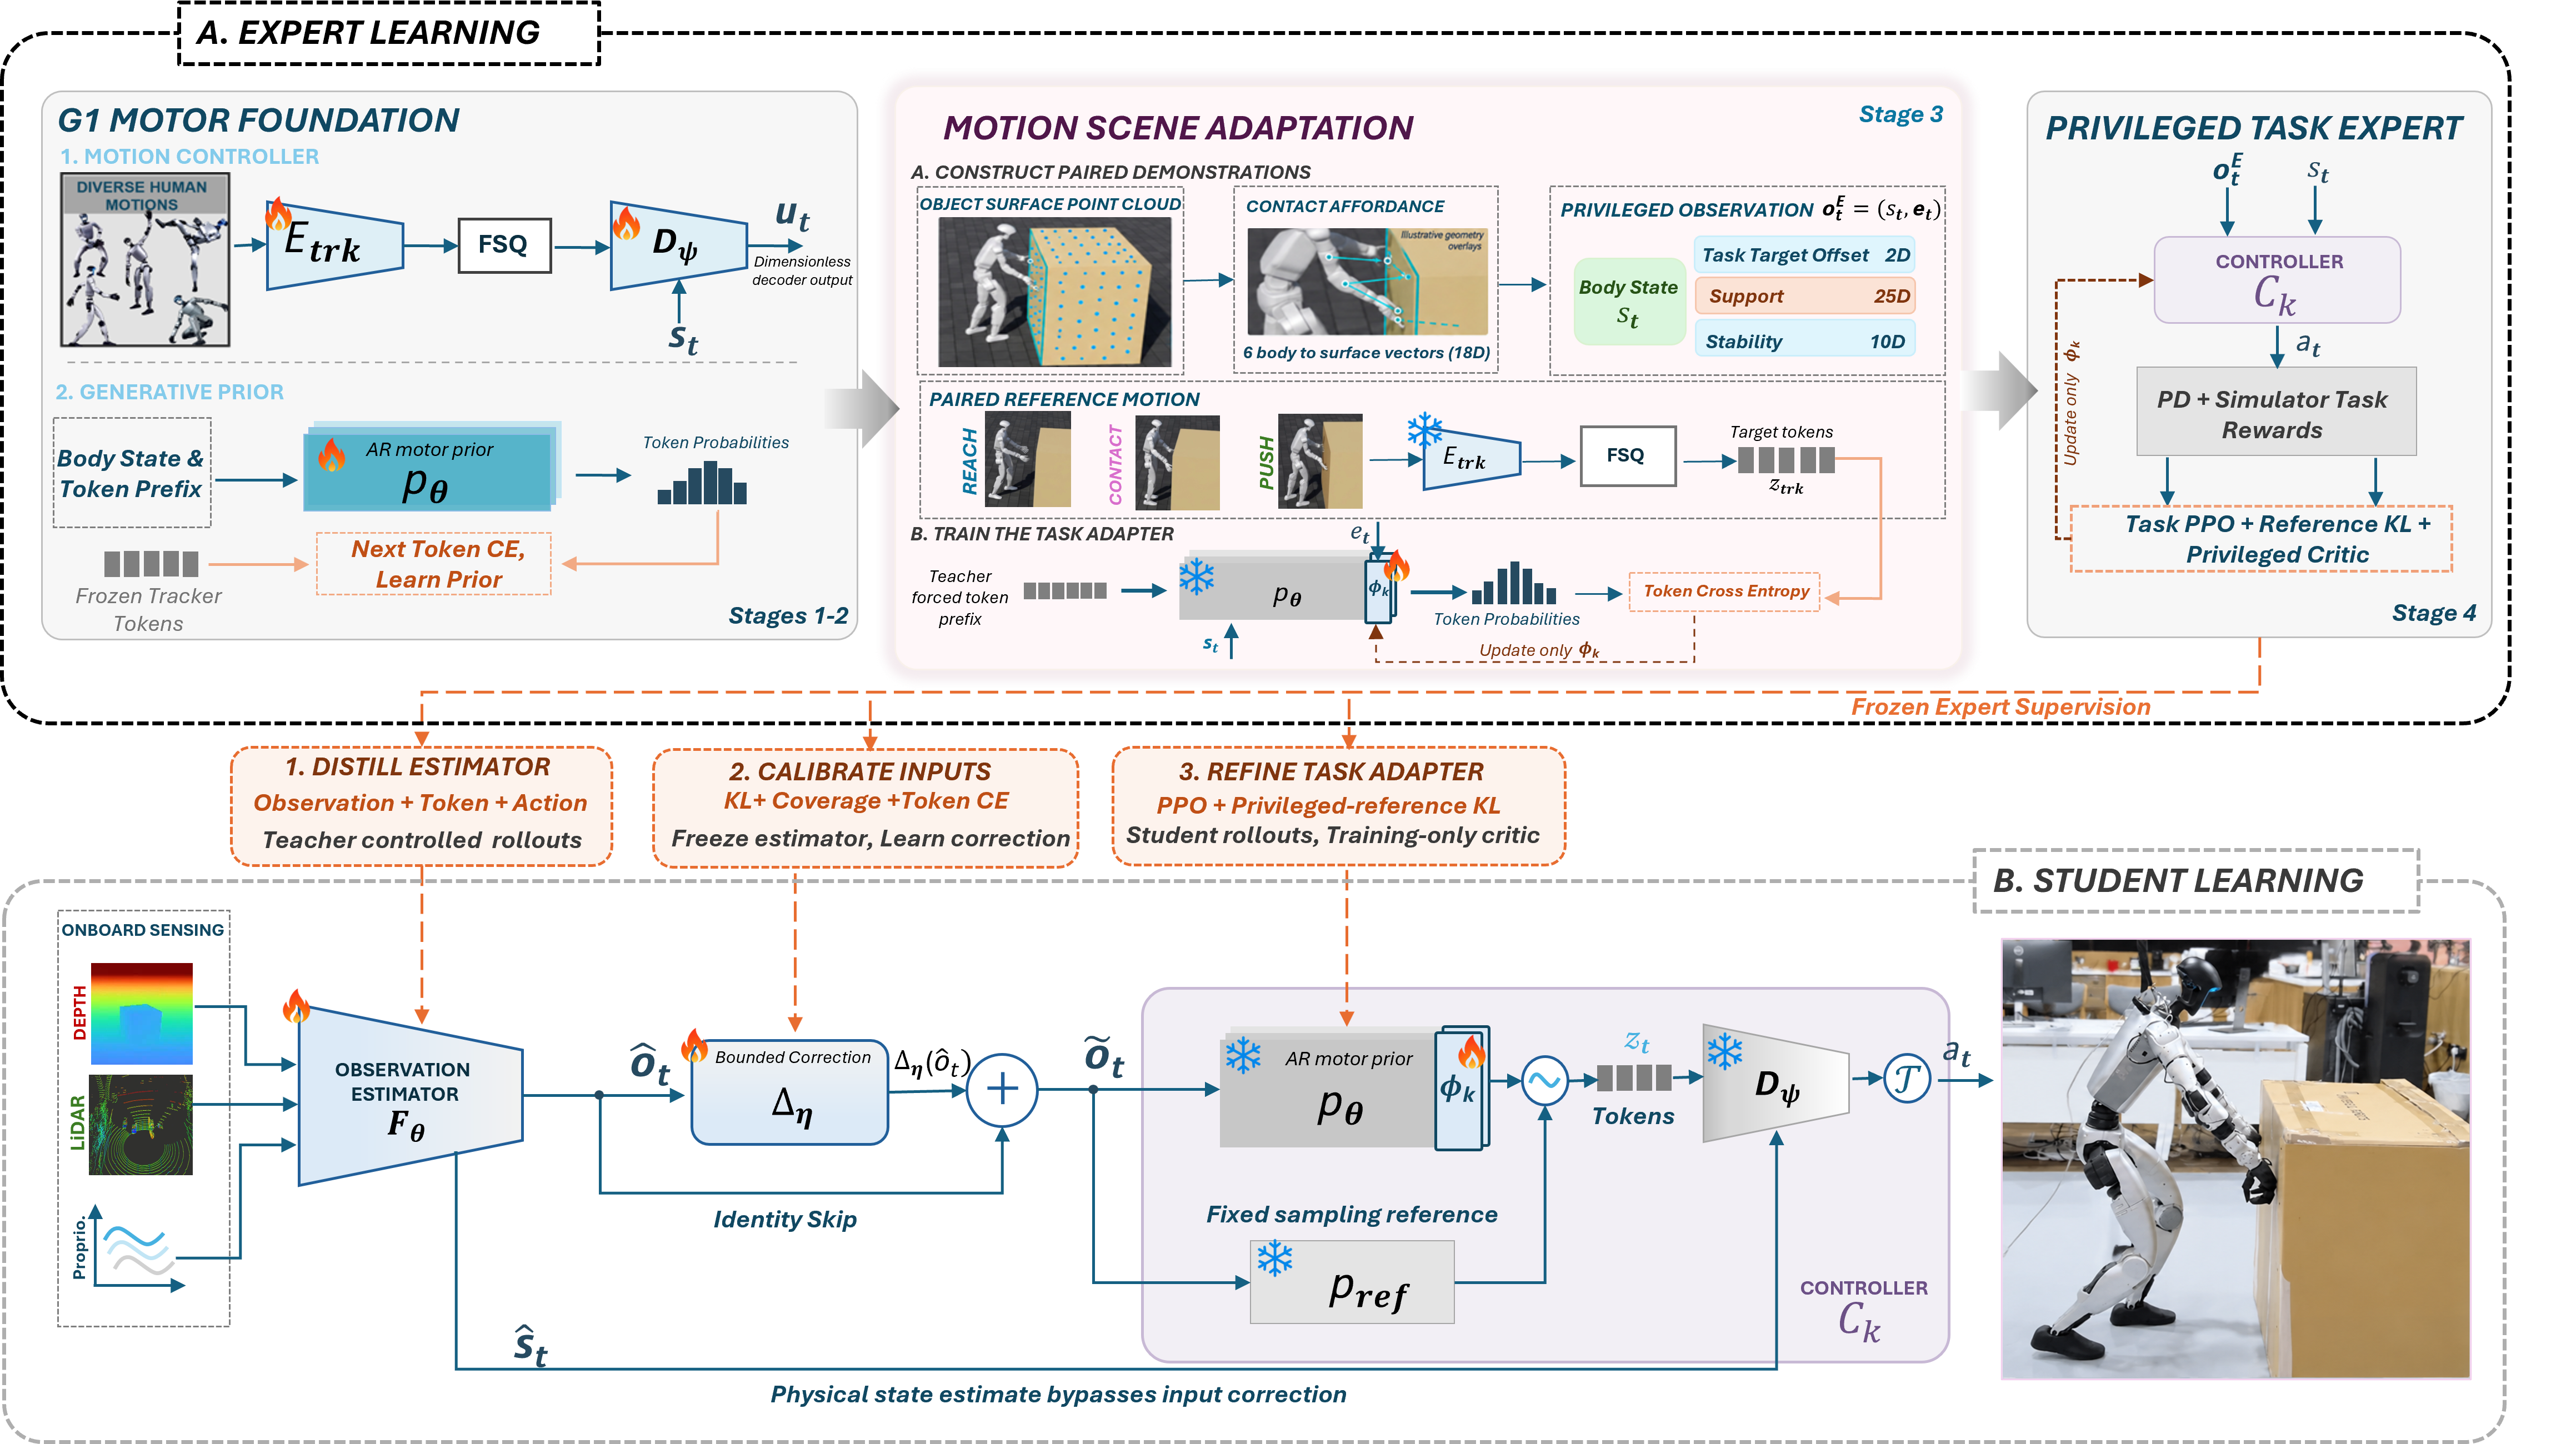 A. EXPERT LEARNING
G1 MOTOR FOUNDATION
1. MOTION CONTROLLER
DIVERSE HUMAN
MOTIONS
E_trk
FSQ
D_ψ
u_t
Dimensionless
decoder output
s_t
2. GENERATIVE PRIOR
Body State &
Token Prefix
AR motor prior
p_θ
Token Probabilities
Next Token CE,
Learn Prior
Frozen Tracker
Tokens
Stages 1-2
MOTION SCENE ADAPTATION
Stage 3
A. CONSTRUCT PAIRED DEMONSTRATIONS
OBJECT SURFACE POINT CLOUD
CONTACT AFFORDANCE
Illustrative geometry
overlays
6 body to surface vectors (18D)
PRIVILEGED OBSERVATION o_t^E = (s_t, e_t)
Body State
s_t
Task Target Offset 2D
Support 25D
Stability 10D
PAIRED REFERENCE MOTION
REACH
CONTACT
PUSH
E_trk
FSQ
Target tokens
z_trk
B. TRAIN THE TASK ADAPTER
e_t
Teacher
forced token
prefix
p_θ
ϕ_k
s_t
Token Probabilities
Token Cross Entropy
Update only ϕ_k
PRIVILEGED TASK EXPERT
o_t^E
s_t
CONTROLLER
C_k
a_t
Update only ϕ_k
PD + Simulator Task
Rewards
Task PPO + Reference KL +
Privileged Critic
Stage 4
Frozen Expert Supervision
1. DISTILL ESTIMATOR
Observation + Token + Action
Teacher controlled rollouts
2. CALIBRATE INPUTS
KL+ Coverage +Token CE
Freeze estimator, Learn correction
3. REFINE TASK ADAPTER
PPO + Privileged-reference KL
Student rollouts, Training-only critic
B. STUDENT LEARNING
ONBOARD SENSING
DEPTH
LiDAR
Proprio.
OBSERVATION
ESTIMATOR
F_θ
ô_t
Bounded Correction
Δ_η
Δ_η(ô_t)
+
õ_t
Identity Skip
AR motor prior
p_θ
ϕ_k
z_t
Tokens
D_ψ
𝒯
a_t
Fixed sampling reference
p_ref
CONTROLLER
C_k
ŝ_t
Physical state estimate bypasses input correction